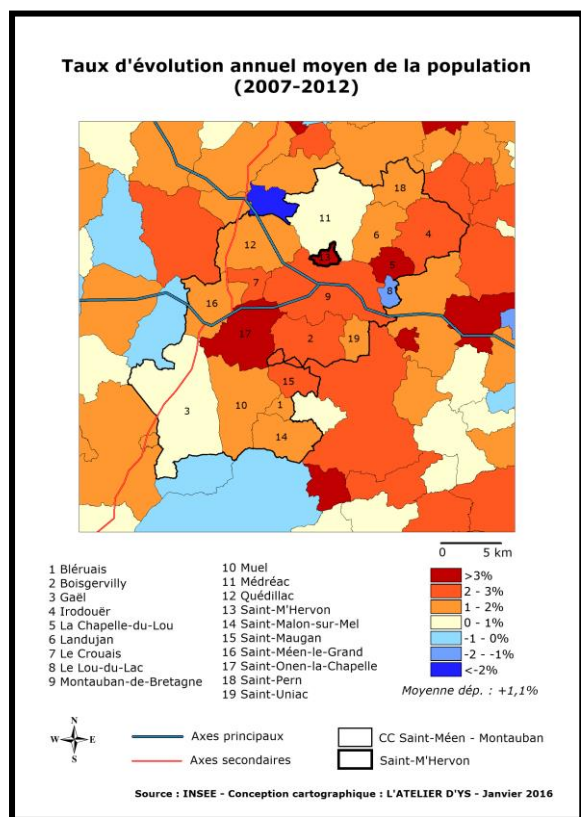 Taux d'évolution annuel moyen de la population
(2007-2012)
18
11
6
4
12
13
5
7
8
16
9
17
2
19
15
3
10
1
14
0 5 km
1 Bléruais
2 Boisgervilly
3 Gaël
4 Irodouër
5 La Chapelle-du-Lou
6 Landujan
7 Le Crouais
8 Le Lou-du-Lac
9 Montauban-de-Bretagne
10 Muel
11 Médréac
12 Quédillac
13 Saint-M'Hervon
14 Saint-Malon-sur-Mel
15 Saint-Maugan
16 Saint-Méen-le-Grand
17 Saint-Onen-la-Chapelle
18 Saint-Pern
19 Saint-Uniac
>3%
2 - 3%
1 - 2%
0 - 1%
-1 - 0%
-2 - -1%
<-2%
Moyenne dép. : +1,1%
N
W E
S
Axes principaux
Axes secondaires
CC Saint-Méen - Montauban
Saint-M'Hervon
Source : INSEE - Conception cartographique : L'ATELIER D'YS - Janvier 2016